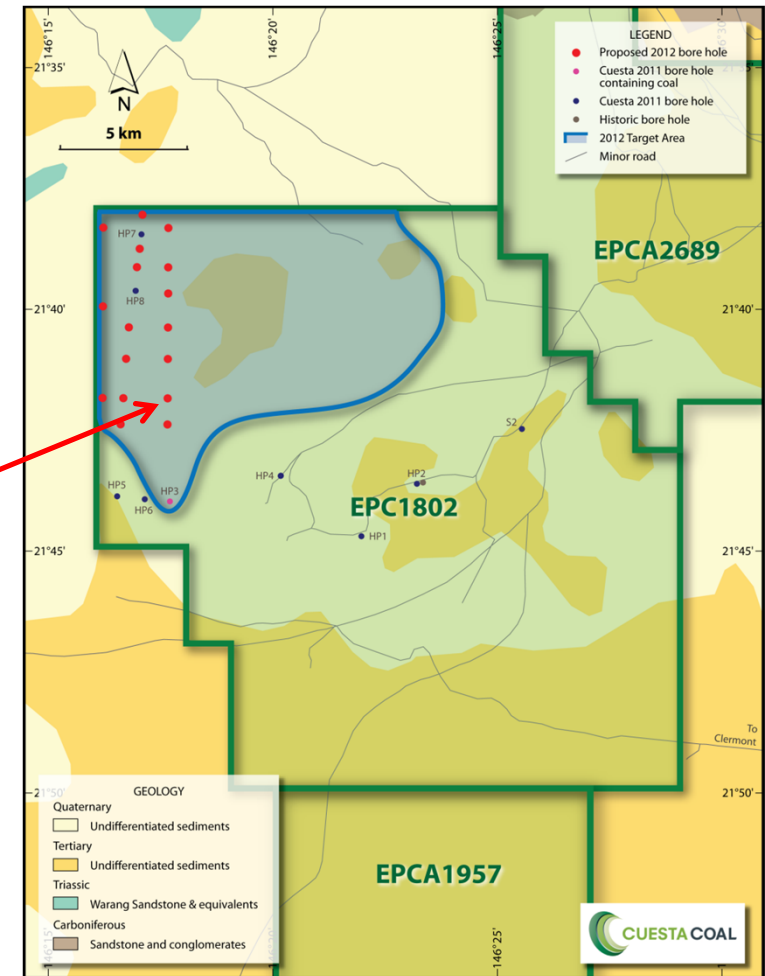 146°15'
146°20'
146°25'
146°30'
21°35'
21°35'
N
5 km
LEGEND
Proposed 2012 bore hole
Cuesta 2011 bore hole
containing coal
Cuesta 2011 bore hole
Historic bore hole
2012 Target Area
Minor road
HP7
EPCA2689
HP8
21°40'
21°40'
S2
HP4
HP2
HP5
HP3
HP6
EPC1802
HP1
21°45'
21°45'
To
Clermont
21°50'
21°50'
GEOLOGY
Quaternary
Undifferentiated sediments
Tertiary
Undifferentiated sediments
Triassic
Warang Sandstone & equivalents
Carboniferous
Sandstone and conglomerates
EPCA1957
CUESTA COAL
146°15'
146°25'